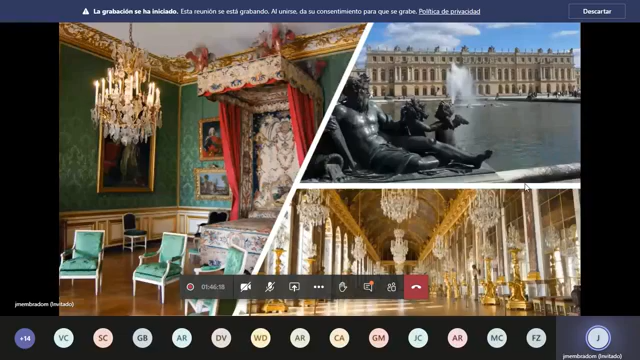 La grabación se ha iniciado. Esta reunión se está grabando. Al unirse, da su consentimiento para que se grabe. Política de privacidad
Descartar
01:46:18
jmembradom (Invitado)
+14
VC
SC
GB
AR
DV
WD
AR
CA
GM
JC
AR
MC
FZ
J
jmembradom (Invitado)